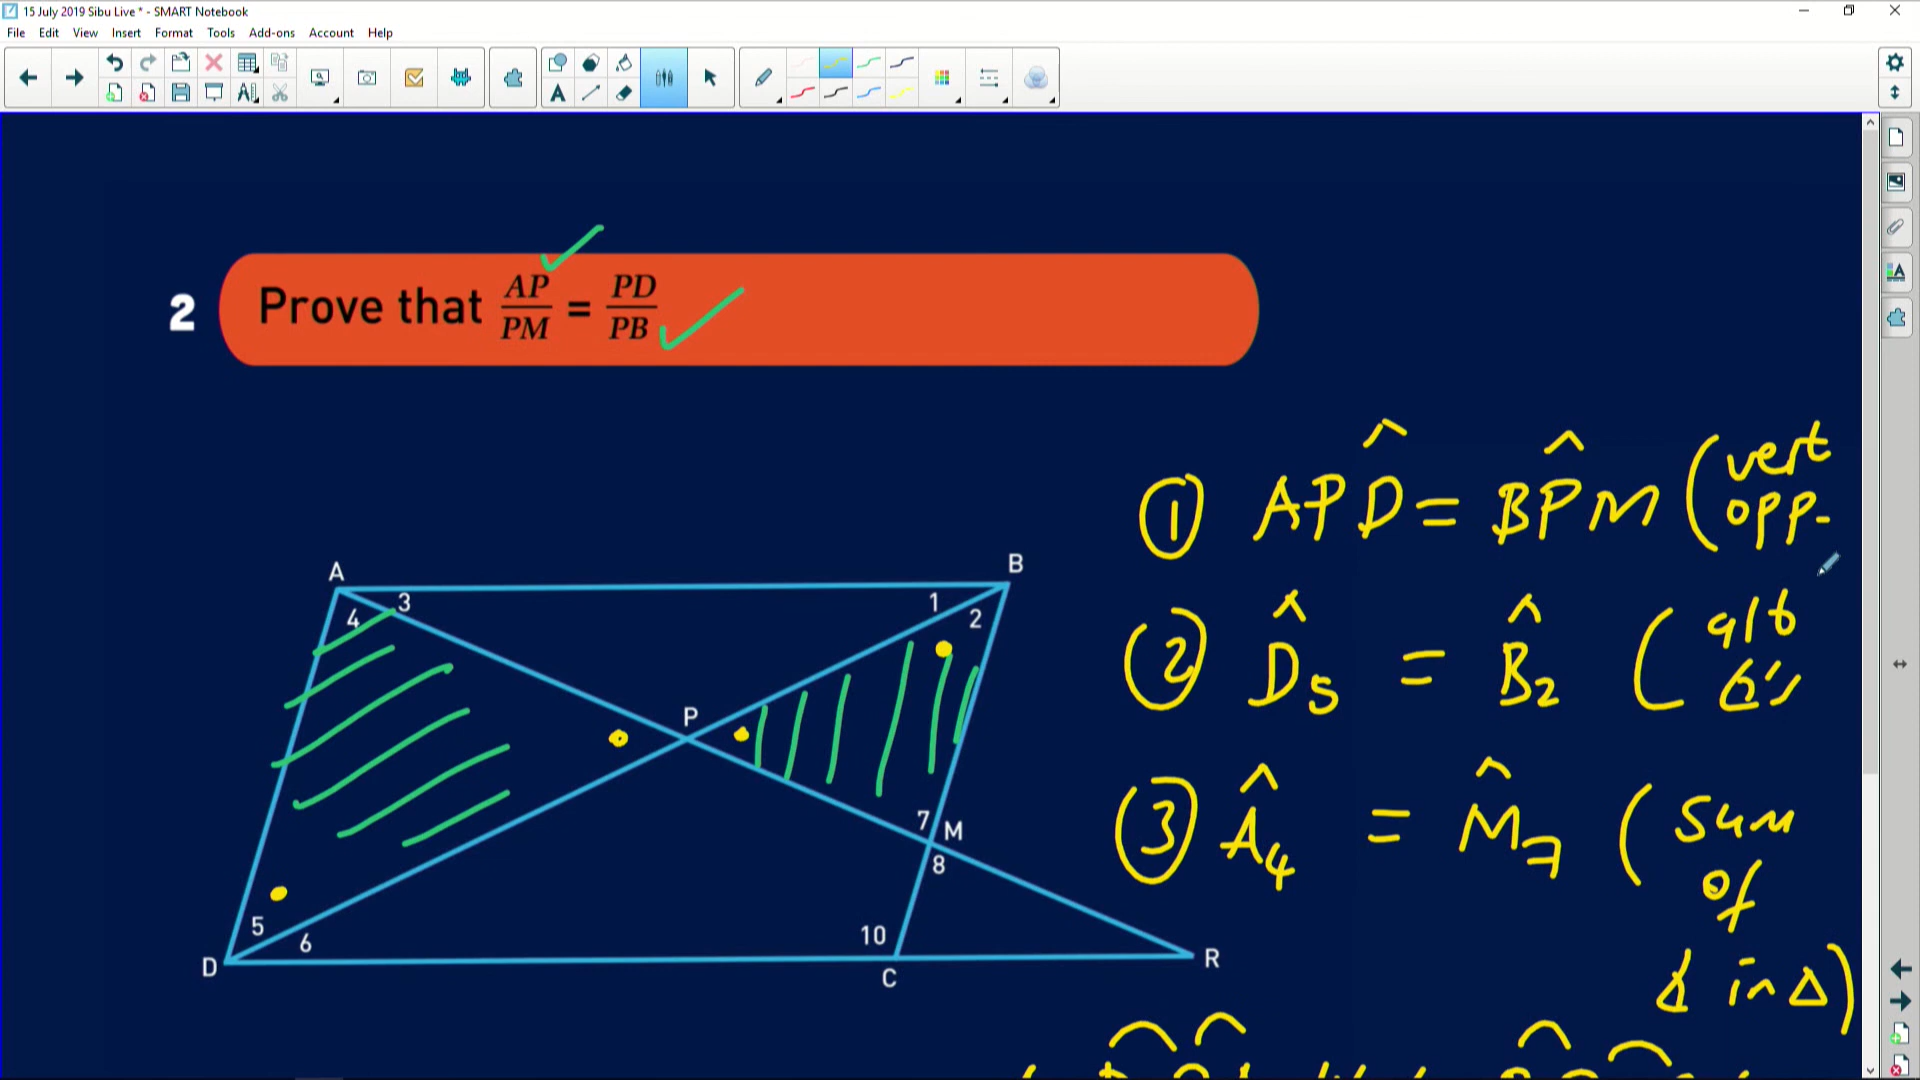 15 July 2019 Sibu Live * - SMART Notebook
File Edit View Insert Format Tools Add-ons Account Help
2 Prove that AP/PM = PD/PB
① APD̂ = BP̂M (vert
opp-
② D̂5 = B̂2 (alt
∠'s
③ Â4 = M̂7 (sum
of
∠ in Δ)
A
B
3
4
1
2
P
7
M
8
5
6
10
D
C
R